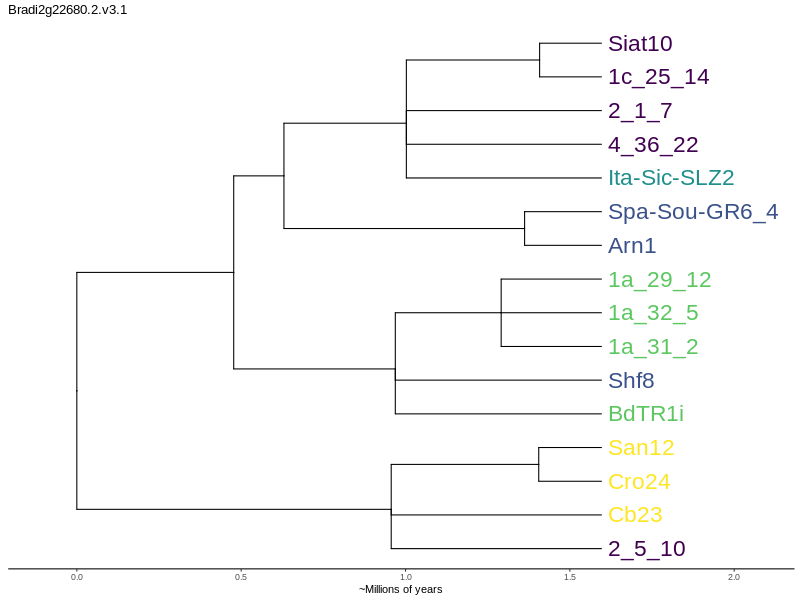 Bradi2g22680.2.v3.1
Siat10
1c_25_14
2_1_7
4_36_22
Ita-Sic-SLZ2
Spa-Sou-GR6_4
Arn1
1a_29_12
1a_32_5
1a_31_2
Shf8
BdTR1i
San12
Cro24
Cb23
2_5_10
0.0 0.5 1.0 1.5 2.0
~Millions of years